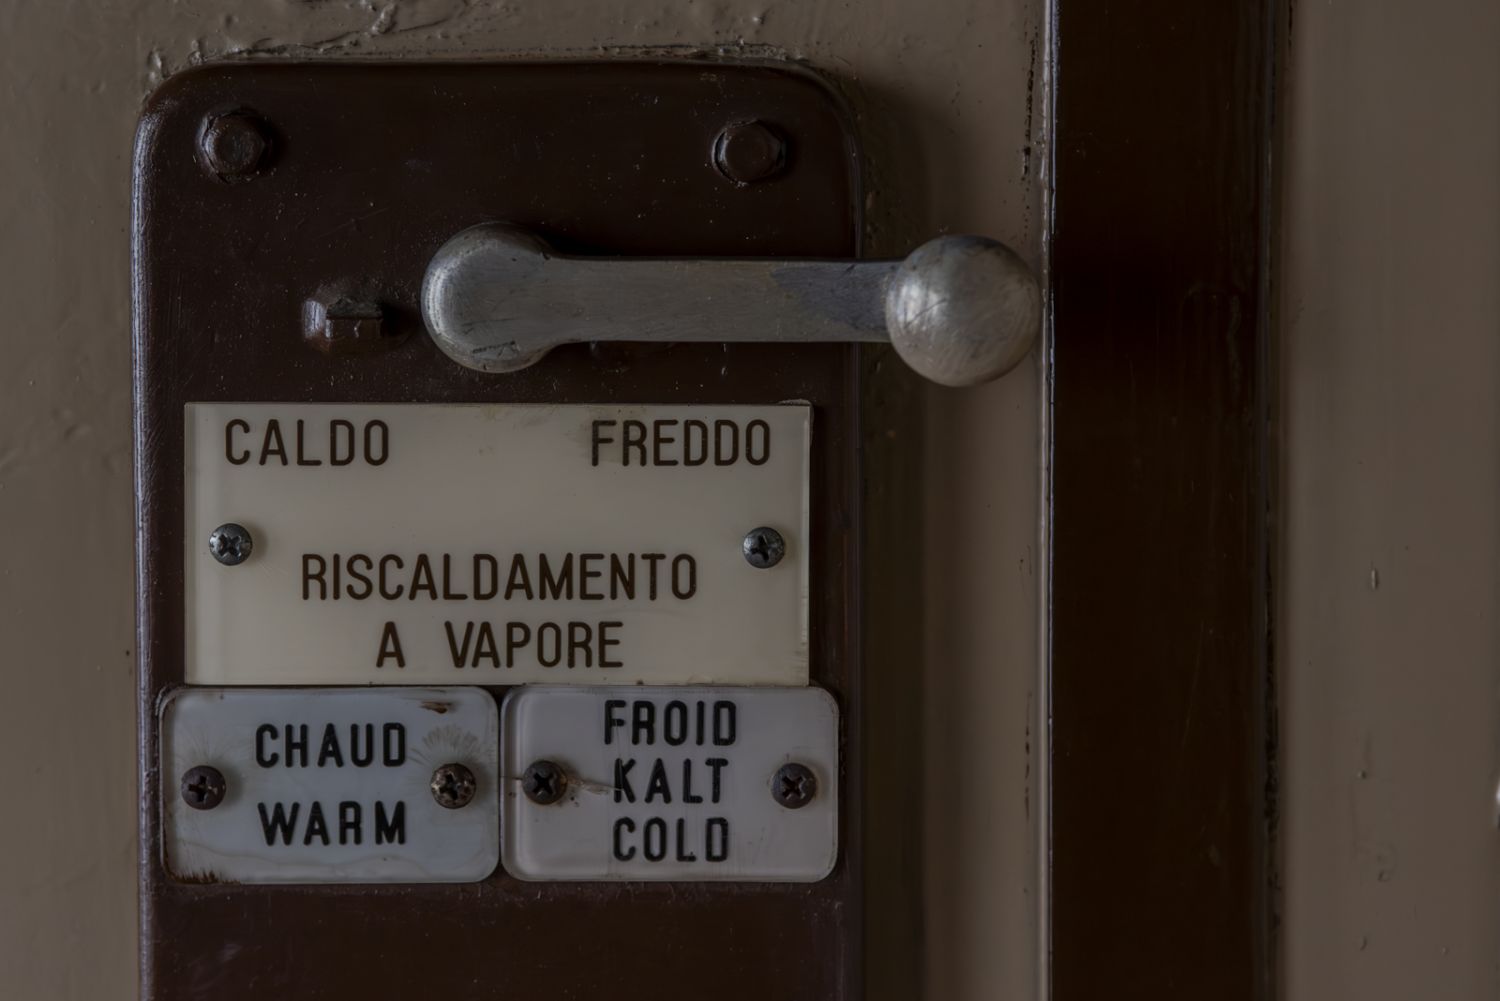 CALDO FREDDO
RISCALDAMENTO
A VAPORE
CHAUD
WARM
FROID
KALT
COLD